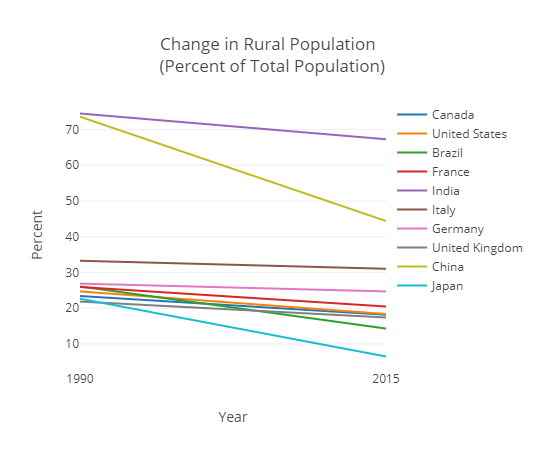 Change in Rural Population
(Percent of Total Population)
70
60
50
40
30
20
10
Percent
1990
2015
Year
Canada
United States
Brazil
France
India
Italy
Germany
United Kingdom
China
Japan